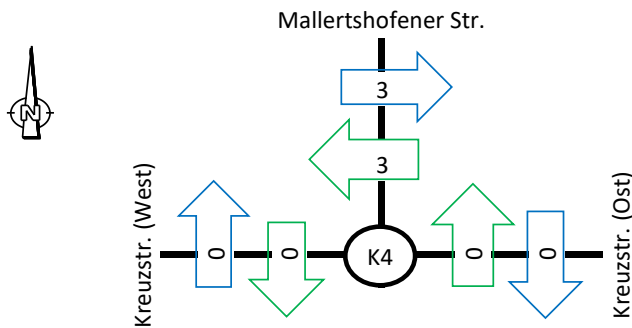 Mallertshofener Str.
3
N
3
Kreuzstr. (West)
0
0
K4
0
0
Kreuzstr. (Ost)